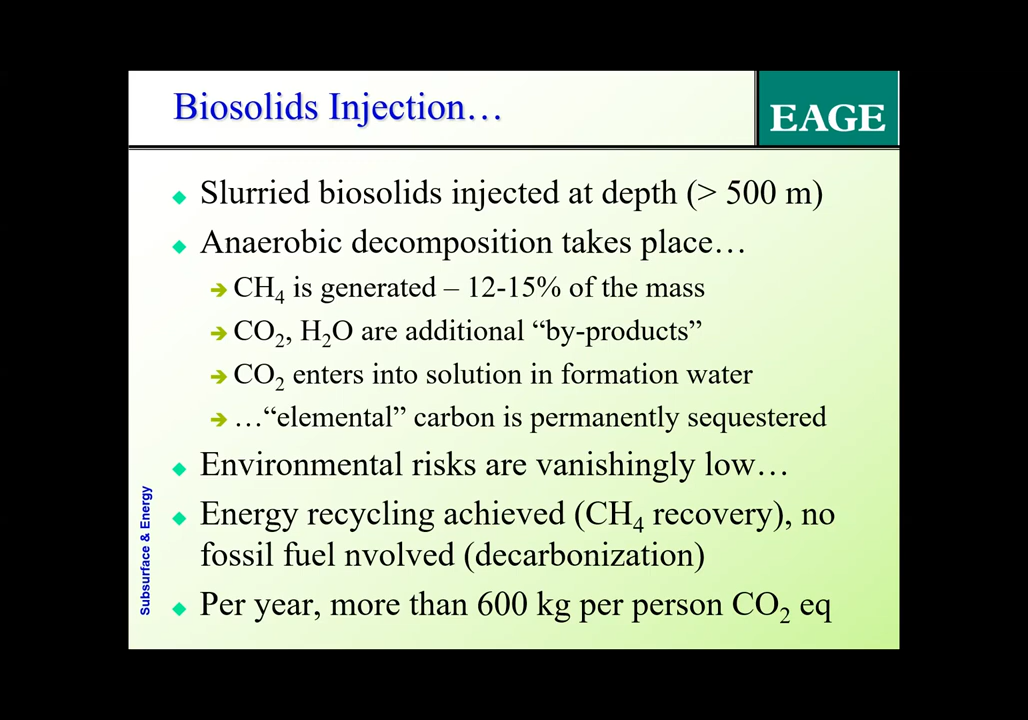 Biosolids Injection…
EAGE
Slurried biosolids injected at depth (> 500 m)
Anaerobic decomposition takes place…
CH4 is generated – 12-15% of the mass
CO2, H2O are additional “by-products”
CO2 enters into solution in formation water
…“elemental” carbon is permanently sequestered
Environmental risks are vanishingly low…
Energy recycling achieved (CH4 recovery), no
fossil fuel nvolved (decarbonization)
Per year, more than 600 kg per person CO2 eq
Subsurface & Energy